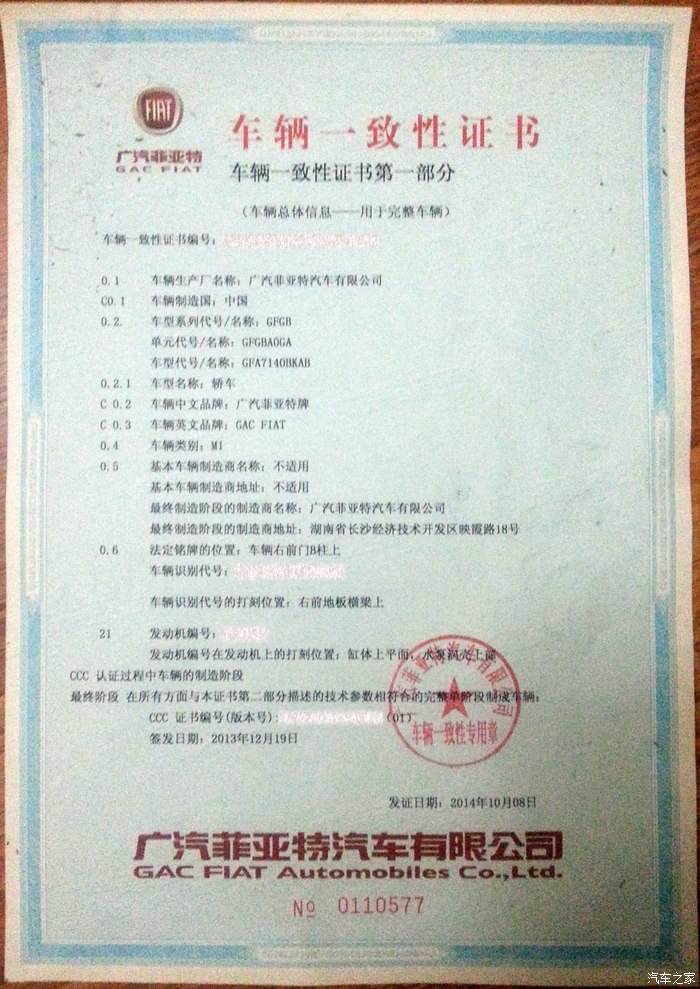 FIAT
广汽菲亚特
GAC FIAT
车辆一致性证书
车辆一致性证书第一部分
（车辆总体信息——用于完整车辆）
车辆一致性证书编号：
0.1 车辆生产厂名称：广汽菲亚特汽车有限公司
C0.1 车辆制造国：中国
0.2. 车型系列代号/名称：GFGB
单元代号/名称：GFGBA0GA
车型代号/名称：GFA7140BKAB
0.2.1 车型名称：轿车
C 0.2 车辆中文品牌：广汽菲亚特牌
C 0.3 车辆英文品牌：GAC FIAT
0.4 车辆类别：M1
0.5 基本车辆制造商名称：不适用
基本车辆制造商地址：不适用
最终制造阶段的制造商名称：广汽菲亚特汽车有限公司
最终制造阶段的制造商地址：湖南省长沙经济技术开发区映霞路18号
0.6 法定铭牌的位置：车辆右前门B柱上
车辆识别代号：
车辆识别代号的打刻位置：右前地板横梁上
21 发动机编号：
发动机编号在发动机上的打刻位置：缸体上平面，水泵涡壳上部
CCC 认证过程中车辆的制造阶段
最终阶段 在所有方面与本证书第二部分描述的技术参数相符合的完整单阶段制成车辆：
CCC 证书编号(版本号)： (01)
签发日期：2013年12月19日
菲亚特汽车有限公司
车辆一致性专用章
发证日期：2014年10月08日
广汽菲亚特汽车有限公司
GAC FIAT Automobiles Co.,Ltd.
№ 0110577
汽车之家